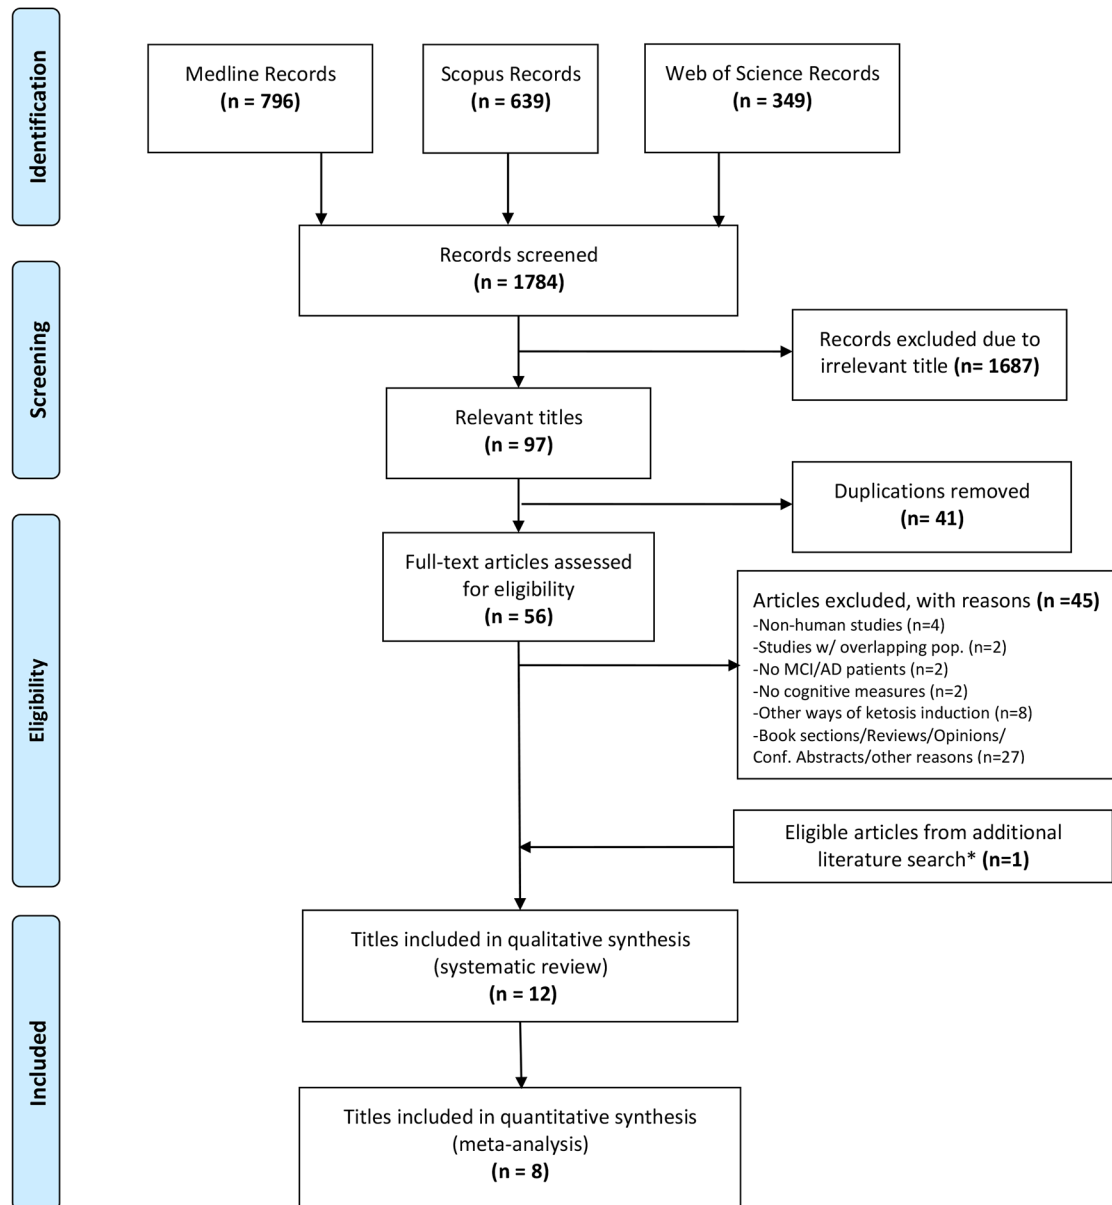 Identification
Medline Records
(n = 796)
Scopus Records
(n = 639)
Web of Science Records
(n = 349)
Records screened
(n = 1784)
Screening
Records excluded due to
irrelevant title (n= 1687)
Relevant titles
(n = 97)
Duplications removed
(n= 41)
Eligibility
Full-text articles assessed
for eligibility
(n = 56)
Articles excluded, with reasons (n =45)
-Non-human studies (n=4)
-Studies w/ overlapping pop. (n=2)
-No MCI/AD patients (n=2)
-No cognitive measures (n=2)
-Other ways of ketosis induction (n=8)
-Book sections/Reviews/Opinions/
Conf. Abstracts/other reasons (n=27)
Eligible articles from additional
literature search* (n=1)
Included
Titles included in qualitative synthesis
(systematic review)
(n = 12)
Titles included in quantitative synthesis
(meta-analysis)
(n = 8)